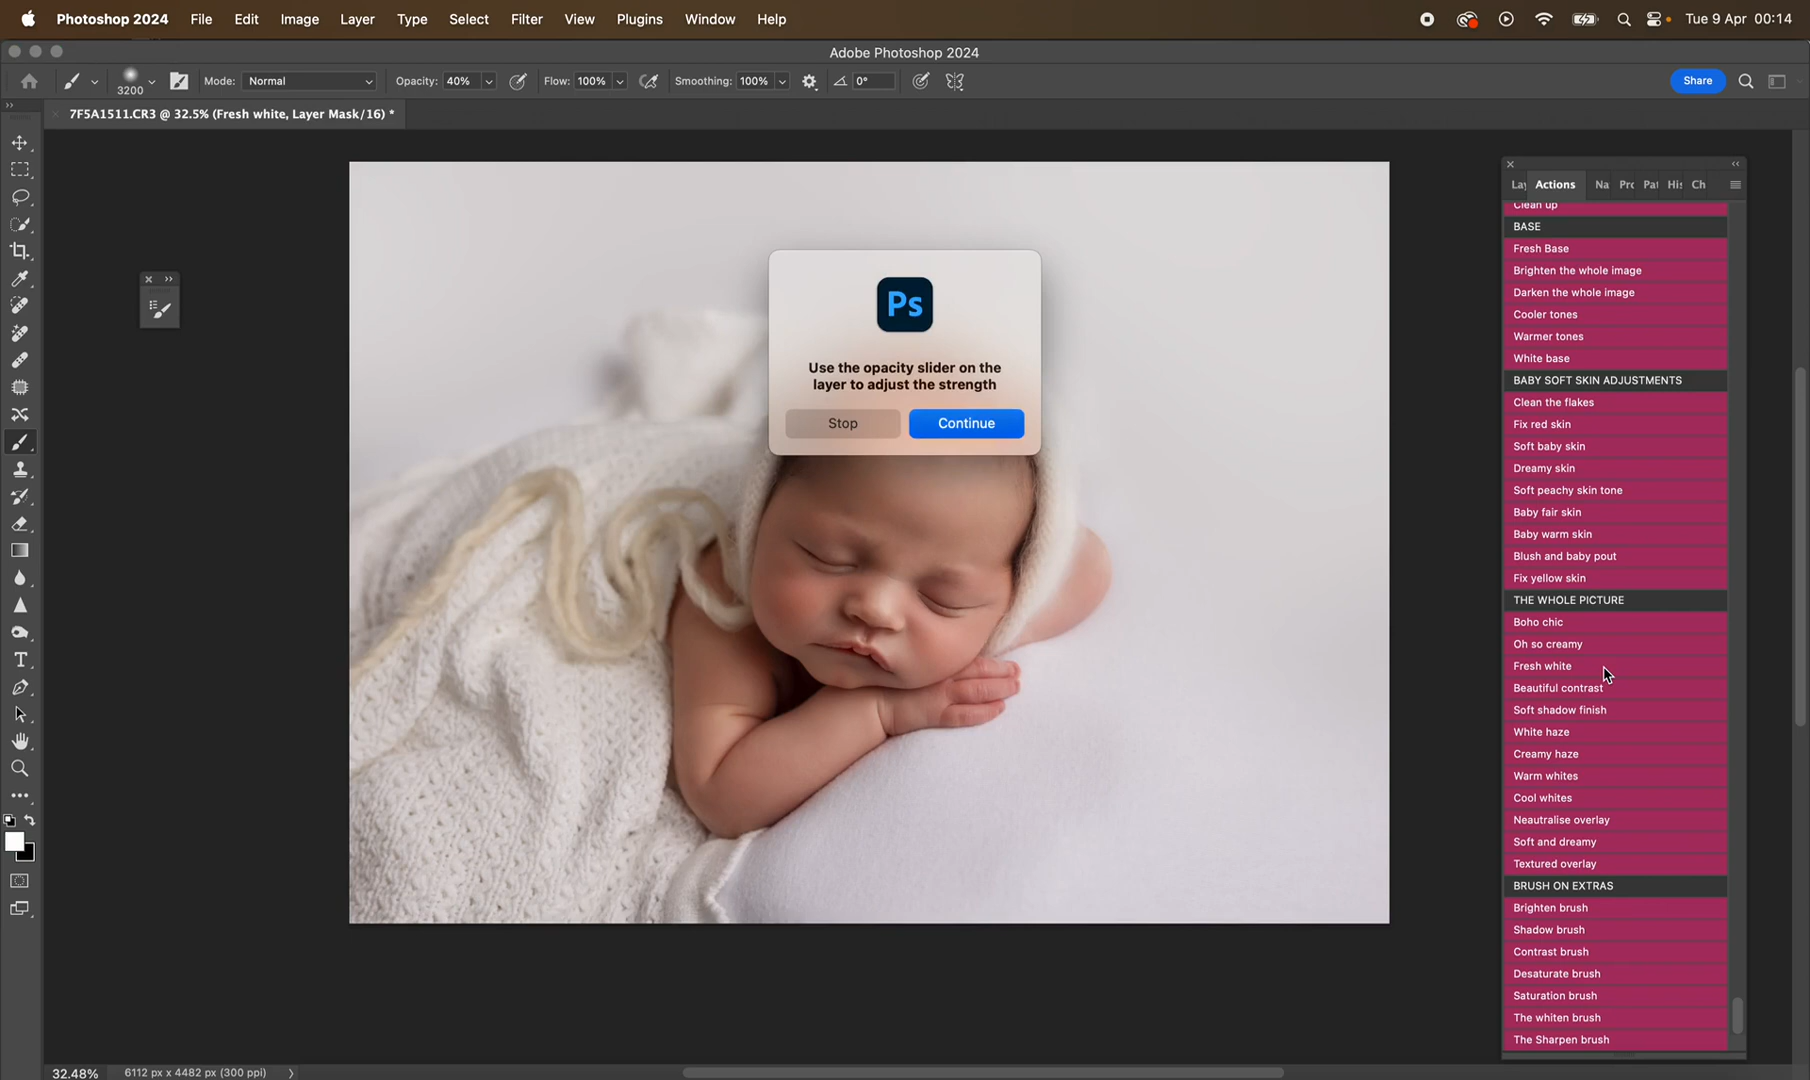 Photoshop 2024 File Edit Image Layer Type Select Filter View Plugins Window Help Tue 9 Apr 00:14
Adobe Photoshop 2024
3200 Mode: Normal Opacity: 40% Flow: 100% Smoothing: 100% 0° Share
7F5A1511.CR3 @ 32.5% (Fresh white, Layer Mask/16) *
Lay Actions Na Pro Pat His Ch
Clean up
BASE
Fresh Base
Brighten the whole image
Darken the whole image
Cooler tones
Warmer tones
White base
BABY SOFT SKIN ADJUSTMENTS
Clean the flakes
Fix red skin
Soft baby skin
Dreamy skin
Soft peachy skin tone
Baby fair skin
Baby warm skin
Blush and baby pout
Fix yellow skin
THE WHOLE PICTURE
Boho chic
Oh so creamy
Fresh white
Beautiful contrast
Soft shadow finish
White haze
Creamy haze
Warm whites
Cool whites
Neautralise overlay
Soft and dreamy
Textured overlay
BRUSH ON EXTRAS
Brighten brush
Shadow brush
Contrast brush
Desaturate brush
Saturation brush
The whiten brush
The Sharpen brush
Ps
Use the opacity slider on the
layer to adjust the strength
Stop Continue
32.48% 6112 px x 4482 px (300 ppi)